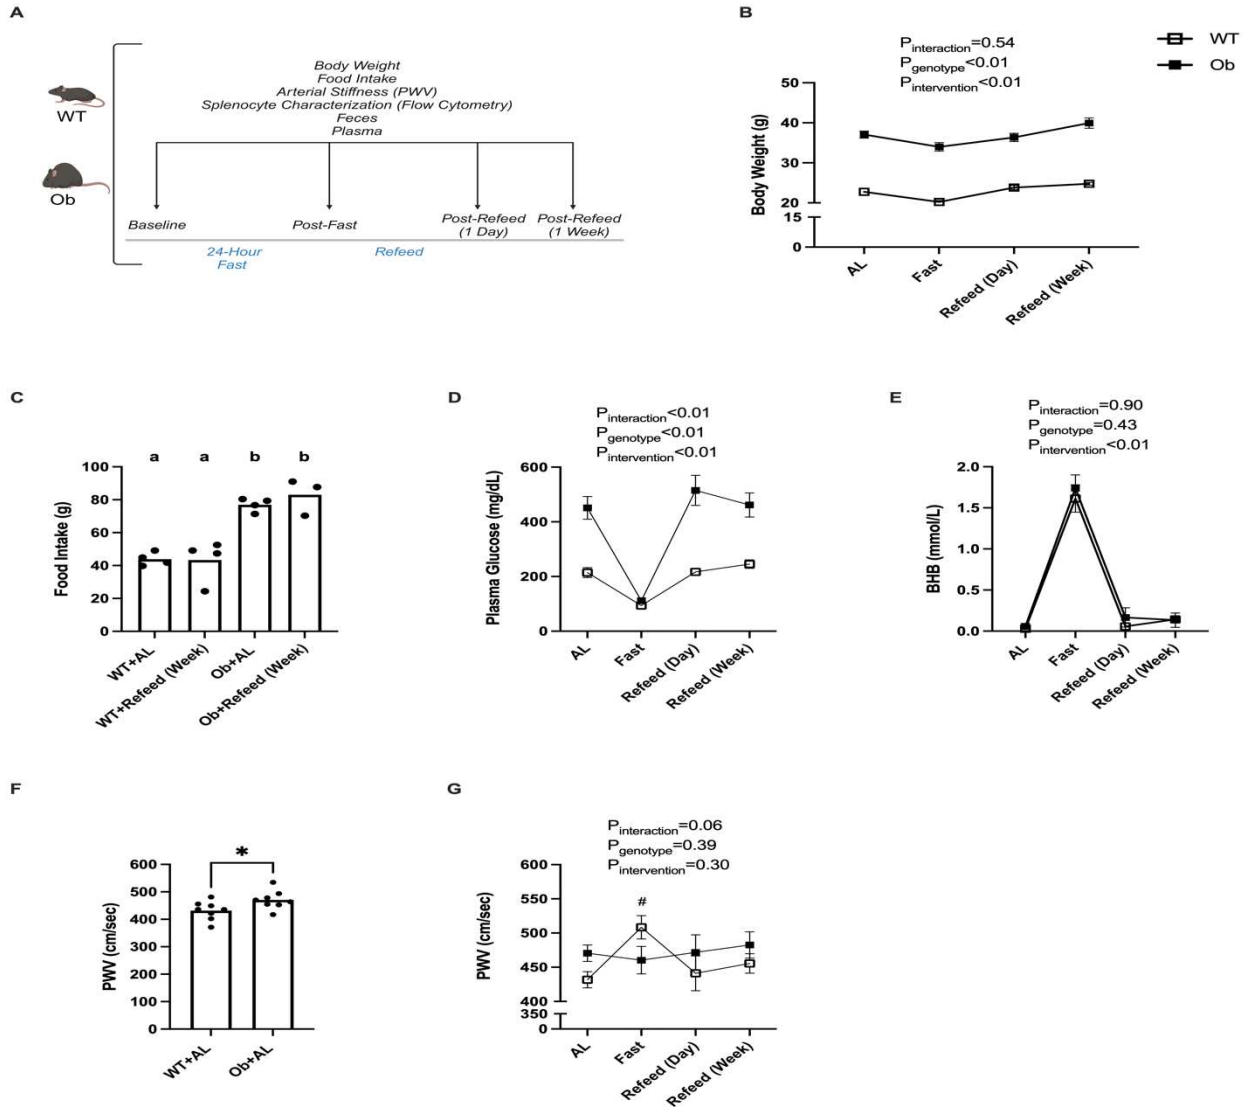 A
Body Weight
Food Intake
Arterial Stiffness (PWV)
Splenocyte Characterization (Flow Cytometry)
Feces
Plasma
WT
Ob
Baseline
Post-Fast
Post-Refeed
(1 Day)
Post-Refeed
(1 Week)
24-Hour
Fast
Refeed
B
Pinteraction=0.54
Pgenotype<0.01
Pintervention<0.01
WT
Ob
Body Weight (g)
50
40
30
20
15
0
AL
Fast
Refeed (Day)
Refeed (Week)
C
a a b b
Food Intake (g)
100
80
60
40
20
0
WT+AL
WT+Refeed (Week)
Ob+AL
Ob+Refeed (Week)
D
Pinteraction<0.01
Pgenotype<0.01
Pintervention<0.01
Plasma Glucose (mg/dL)
600
400
200
0
AL
Fast
Refeed (Day)
Refeed (Week)
E
Pinteraction=0.90
Pgenotype=0.43
Pintervention<0.01
BHB (mmol/L)
2.0
1.5
1.0
0.5
0.0
AL
Fast
Refeed (Day)
Refeed (Week)
F
*
PWV (cm/sec)
600
500
400
300
200
100
0
WT+AL
Ob+AL
G
Pinteraction=0.06
Pgenotype=0.39
Pintervention=0.30
#
PWV (cm/sec)
600
550
500
450
400
350
0
AL
Fast
Refeed (Day)
Refeed (Week)